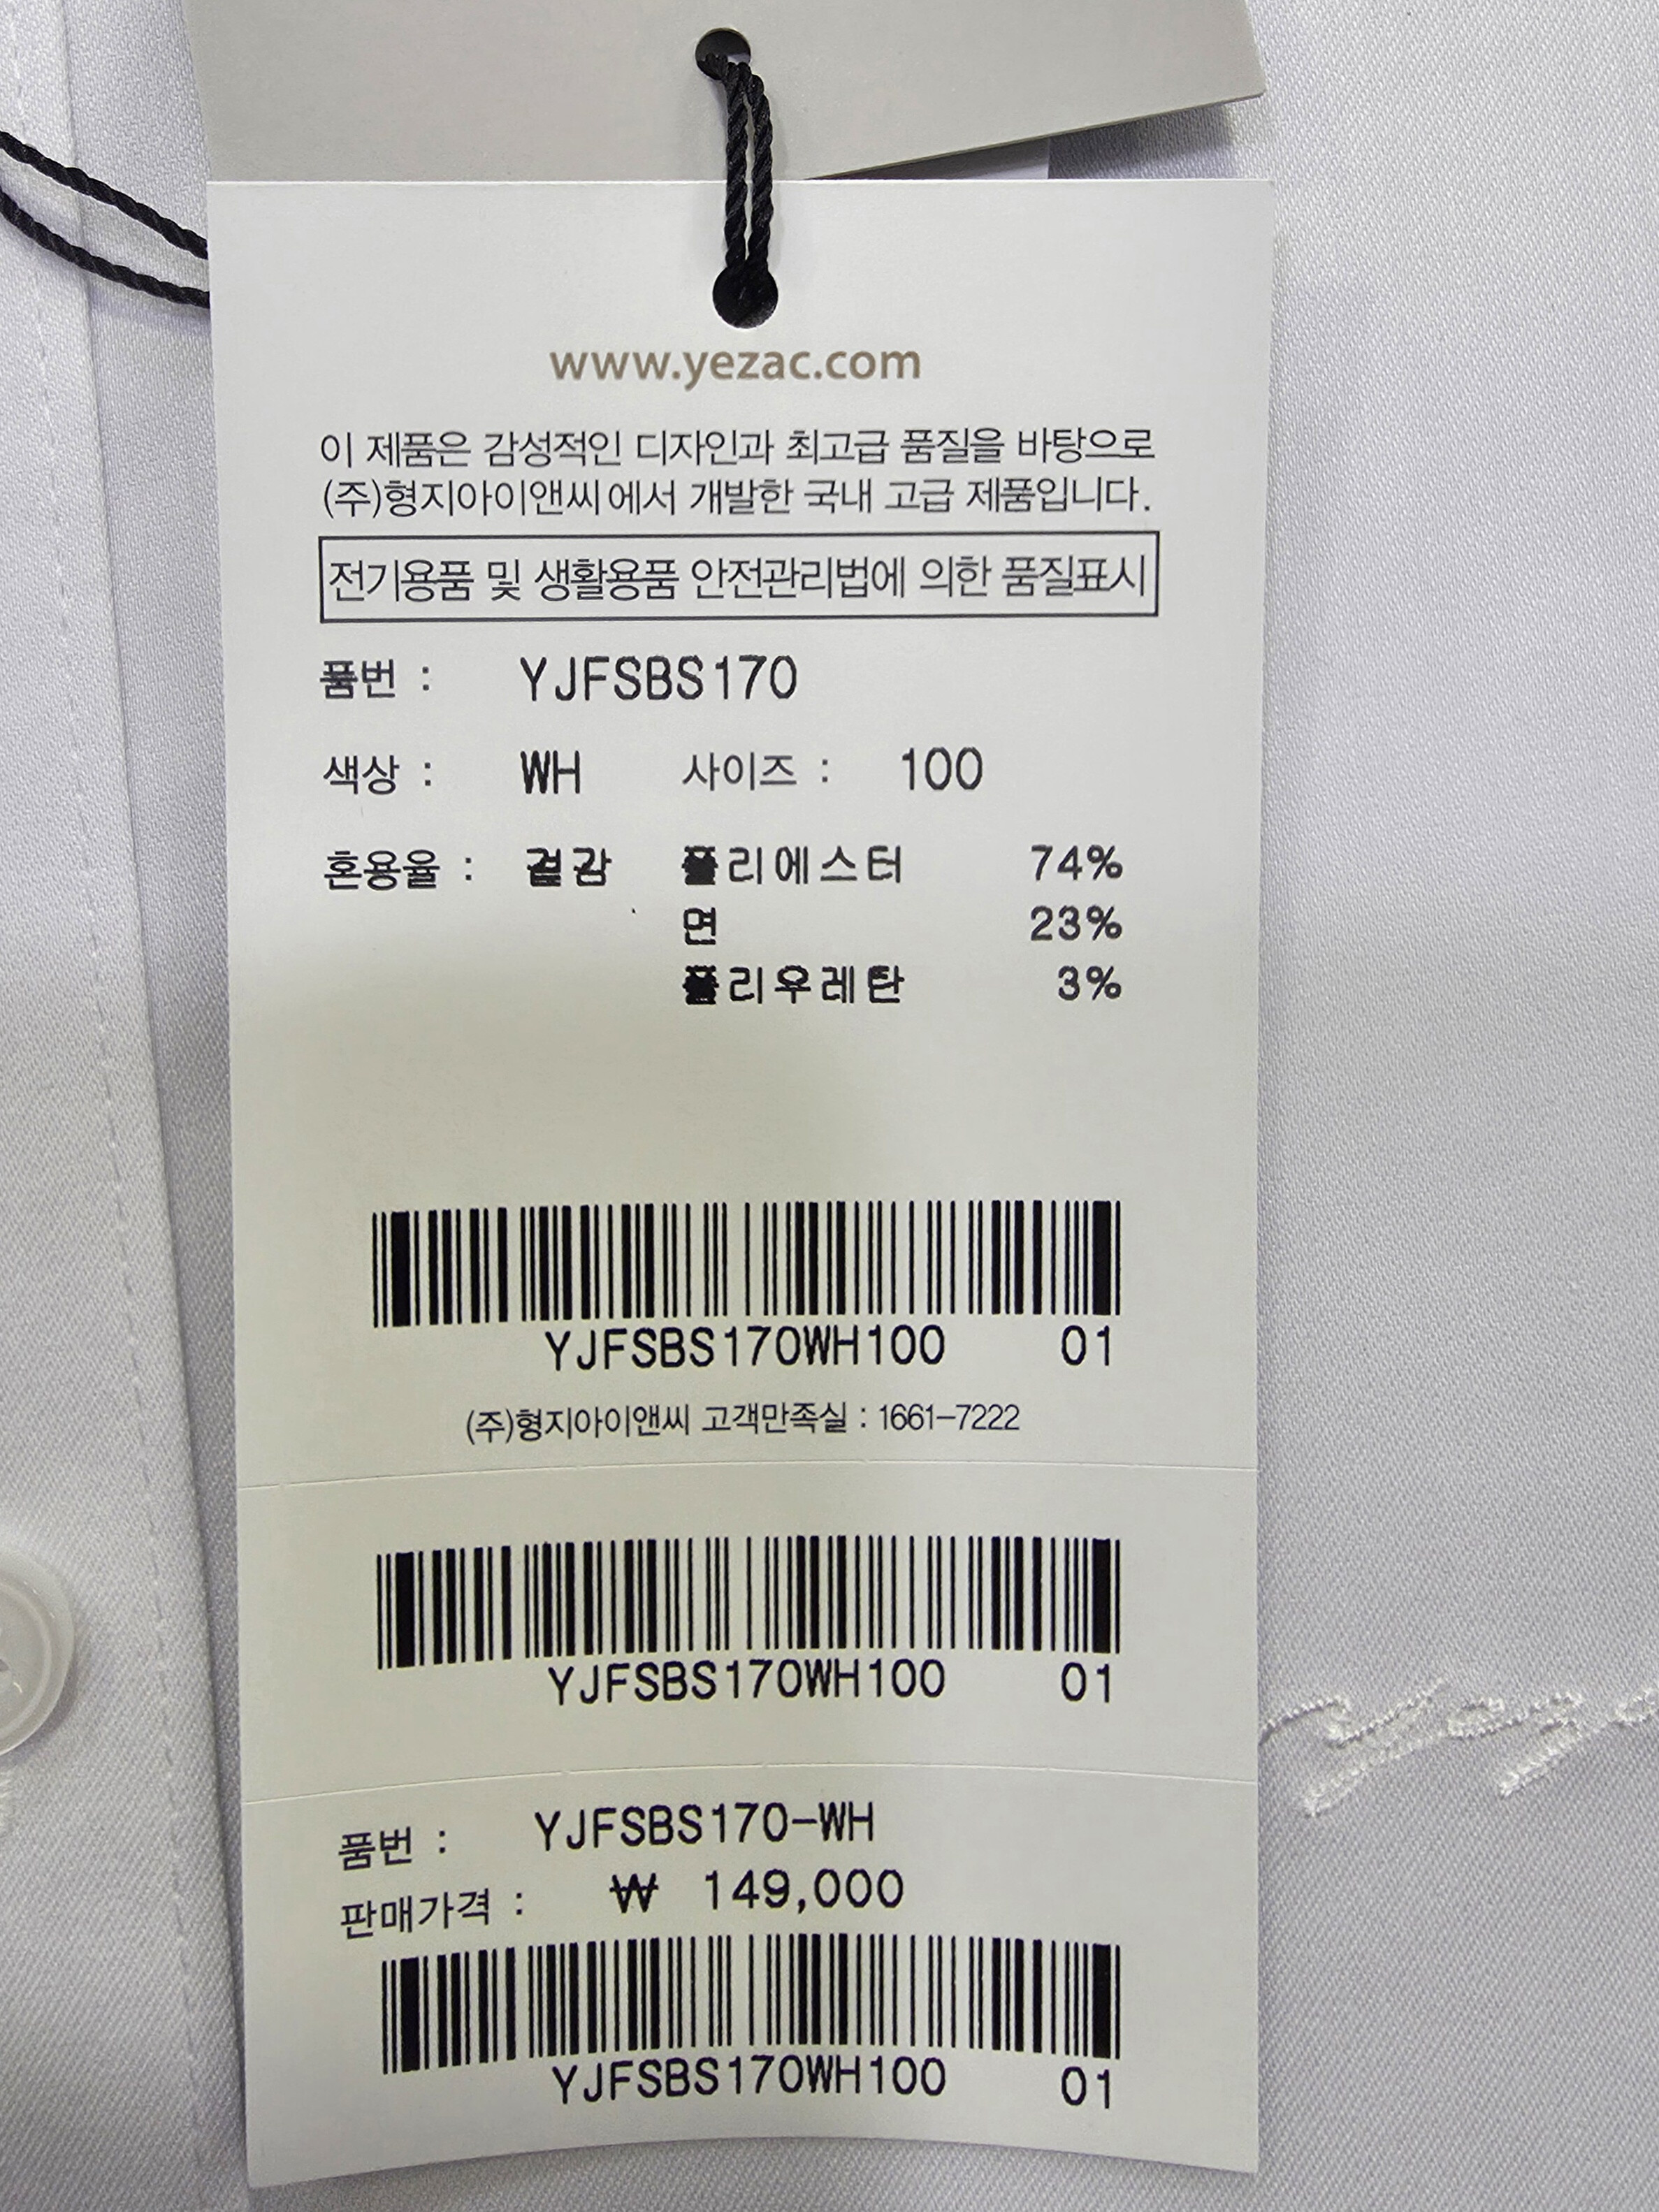 www.yezac.com
이 제품은 감성적인 디자인과 최고급 품질을 바탕으로
(주)형지아이앤씨에서 개발한 국내 고급 제품입니다.
전기용품 및 생활용품 안전관리법에 의한 품질표시
품번 : YJFSBS170
색상 : WH 사이즈 : 100
혼용율 : 겉감 폴리에스터 74%
면 23%
폴리우레탄 3%
YJFSBS170WH100 01
(주)형지아이앤씨 고객만족실 : 1661-7222
YJFSBS170WH100 01
품번 : YJFSBS170-WH
판매가격 : ₩ 149,000
YJFSBS170WH100 01